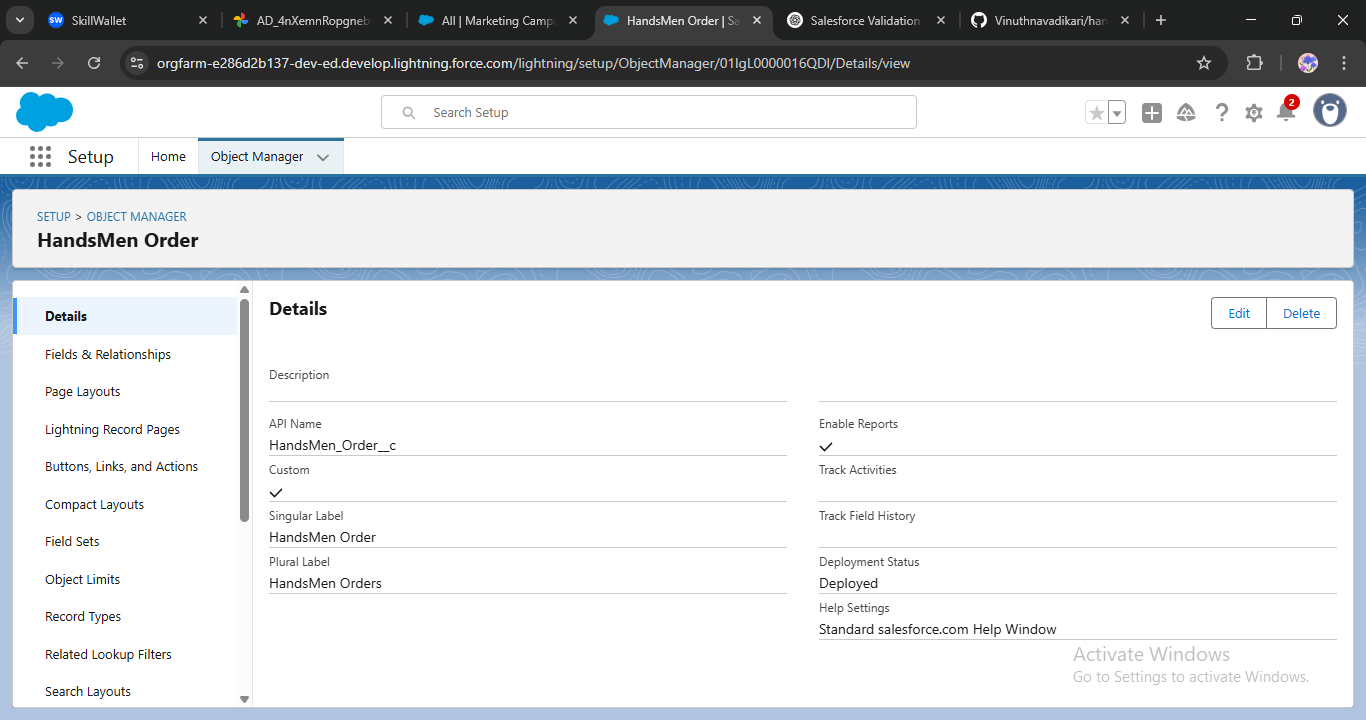 SW SkillWallet
AD_4nXemnRopgneb
All | Marketing Camp
HandsMen Order | Sa
Salesforce Validation
Vinuthnavadikari/han
orgfarm-e286d2b137-dev-ed.develop.lightning.force.com/lightning/setup/ObjectManager/01IgL0000016QDI/Details/view
Search Setup
2
Setup
Home
Object Manager
SETUP > OBJECT MANAGER
HandsMen Order
Details
Fields & Relationships
Page Layouts
Lightning Record Pages
Buttons, Links, and Actions
Compact Layouts
Field Sets
Object Limits
Record Types
Related Lookup Filters
Search Layouts
Details
Edit
Delete
Description
API Name
HandsMen_Order__c
Custom
Singular Label
HandsMen Order
Plural Label
HandsMen Orders
Enable Reports
Track Activities
Track Field History
Deployment Status
Deployed
Help Settings
Standard salesforce.com Help Window
Activate Windows
Go to Settings to activate Windows.